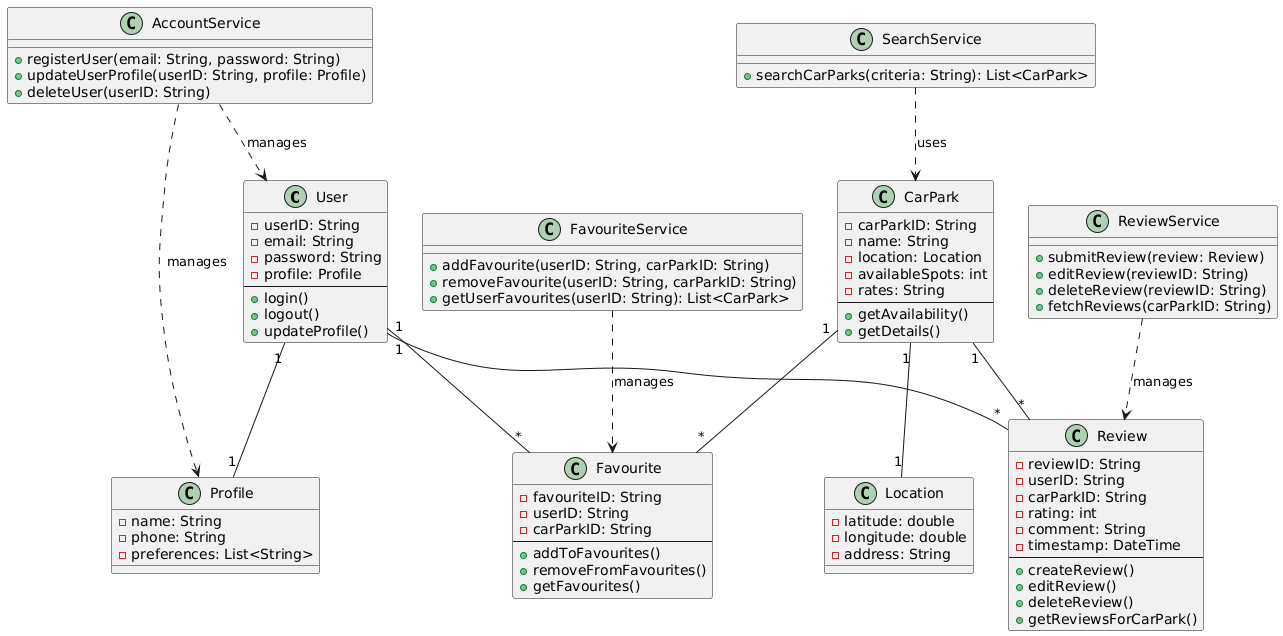 C AccountService
registerUser(email: String, password: String)
updateUserProfile(userID: String, profile: Profile)
deleteUser(userID: String)
C SearchService
searchCarParks(criteria: String): List<CarPark>
manages
uses
manages
C User
userID: String
email: String
password: String
profile: Profile
login()
logout()
updateProfile()
C FavouriteService
addFavourite(userID: String, carParkID: String)
removeFavourite(userID: String, carParkID: String)
getUserFavourites(userID: String): List<CarPark>
C CarPark
carParkID: String
name: String
location: Location
availableSpots: int
rates: String
getAvailability()
getDetails()
C ReviewService
submitReview(review: Review)
editReview(reviewID: String)
deleteReview(reviewID: String)
fetchReviews(carParkID: String)
1
1
1
1
1
1
manages
manages
1
*
*
1
*
*
C Profile
name: String
phone: String
preferences: List<String>
C Favourite
favouriteID: String
userID: String
carParkID: String
addToFavourites()
removeFromFavourites()
getFavourites()
C Location
latitude: double
longitude: double
address: String
C Review
reviewID: String
userID: String
carParkID: String
rating: int
comment: String
timestamp: DateTime
createReview()
editReview()
deleteReview()
getReviewsForCarPark()